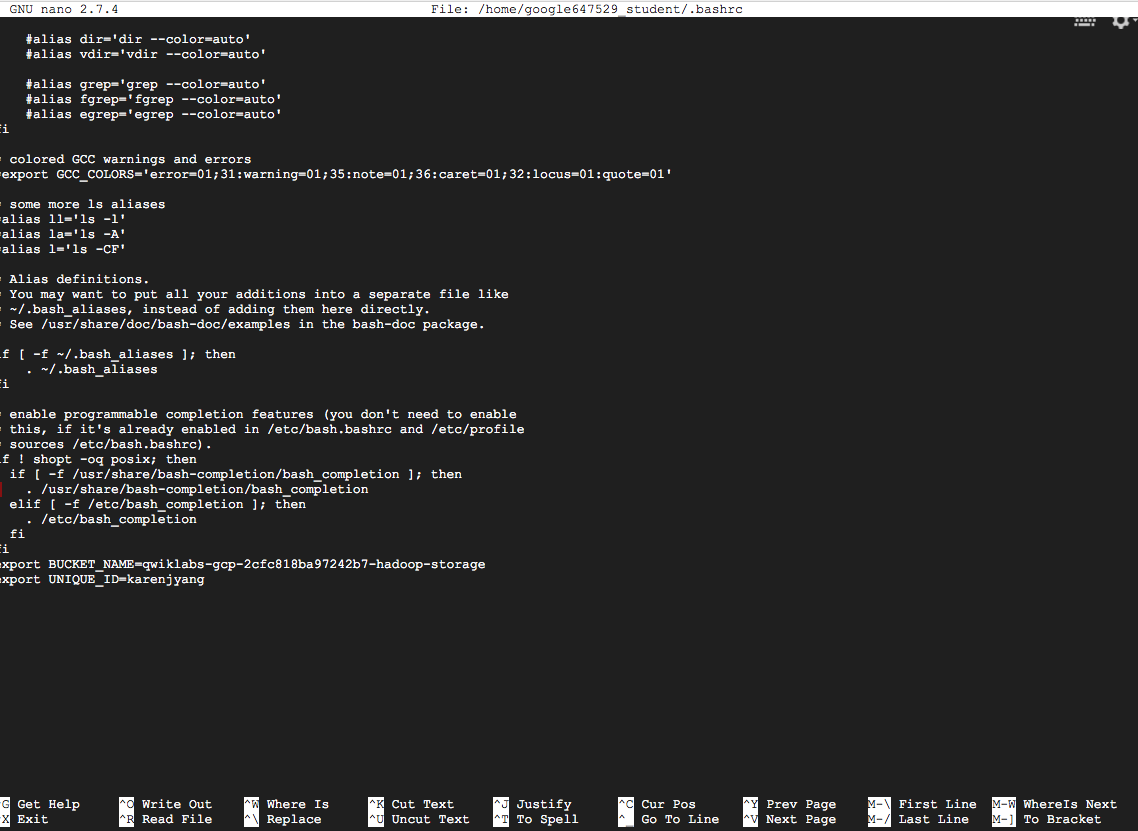 GNU nano 2.7.4 File: /home/google647529_student/.bashrc
#alias dir='dir --color=auto'
#alias vdir='vdir --color=auto'
#alias grep='grep --color=auto'
#alias fgrep='fgrep --color=auto'
#alias egrep='egrep --color=auto'
fi
# colored GCC warnings and errors
#export GCC_COLORS='error=01;31:warning=01;35:note=01;36:caret=01;32:locus=01:quote=01'
# some more ls aliases
#alias ll='ls -l'
#alias la='ls -A'
#alias l='ls -CF'
# Alias definitions.
# You may want to put all your additions into a separate file like
# ~/.bash_aliases, instead of adding them here directly.
# See /usr/share/doc/bash-doc/examples in the bash-doc package.
if [ -f ~/.bash_aliases ]; then
. ~/.bash_aliases
fi
# enable programmable completion features (you don't need to enable
# this, if it's already enabled in /etc/bash.bashrc and /etc/profile
# sources /etc/bash.bashrc).
if ! shopt -oq posix; then
if [ -f /usr/share/bash-completion/bash_completion ]; then
. /usr/share/bash-completion/bash_completion
elif [ -f /etc/bash_completion ]; then
. /etc/bash_completion
fi
fi
export BUCKET_NAME=qwiklabs-gcp-2cfc818ba97242b7-hadoop-storage
export UNIQUE_ID=karenjyang
^G Get Help ^O Write Out ^W Where Is ^K Cut Text ^J Justify ^C Cur Pos ^Y Prev Page M-\ First Line M-W WhereIs Next
^X Exit ^R Read File ^\ Replace ^U Uncut Text ^T To Spell ^_ Go To Line ^V Next Page M-/ Last Line M-] To Bracket